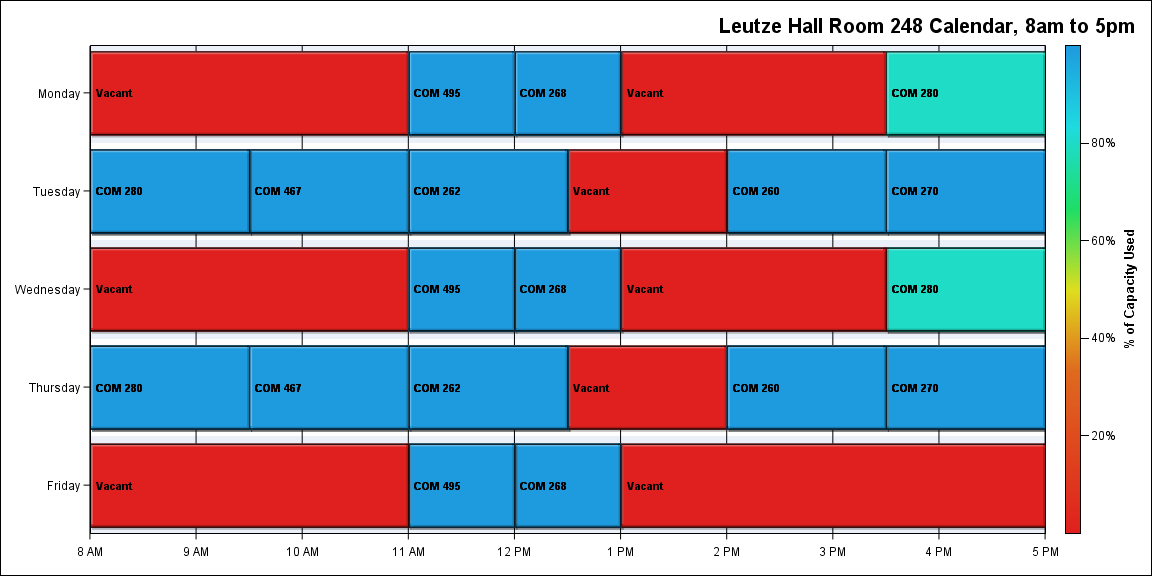 Leutze Hall Room 248 Calendar, 8am to 5pm
Monday
Vacant
COM 495
COM 268
Vacant
COM 280
Tuesday
COM 280
COM 467
COM 262
Vacant
COM 260
COM 270
Wednesday
Vacant
COM 495
COM 268
Vacant
COM 280
Thursday
COM 280
COM 467
COM 262
Vacant
COM 260
COM 270
Friday
Vacant
COM 495
COM 268
Vacant
8 AM
9 AM
10 AM
11 AM
12 PM
1 PM
2 PM
3 PM
4 PM
5 PM
80%
60%
40%
20%
% of Capacity Used